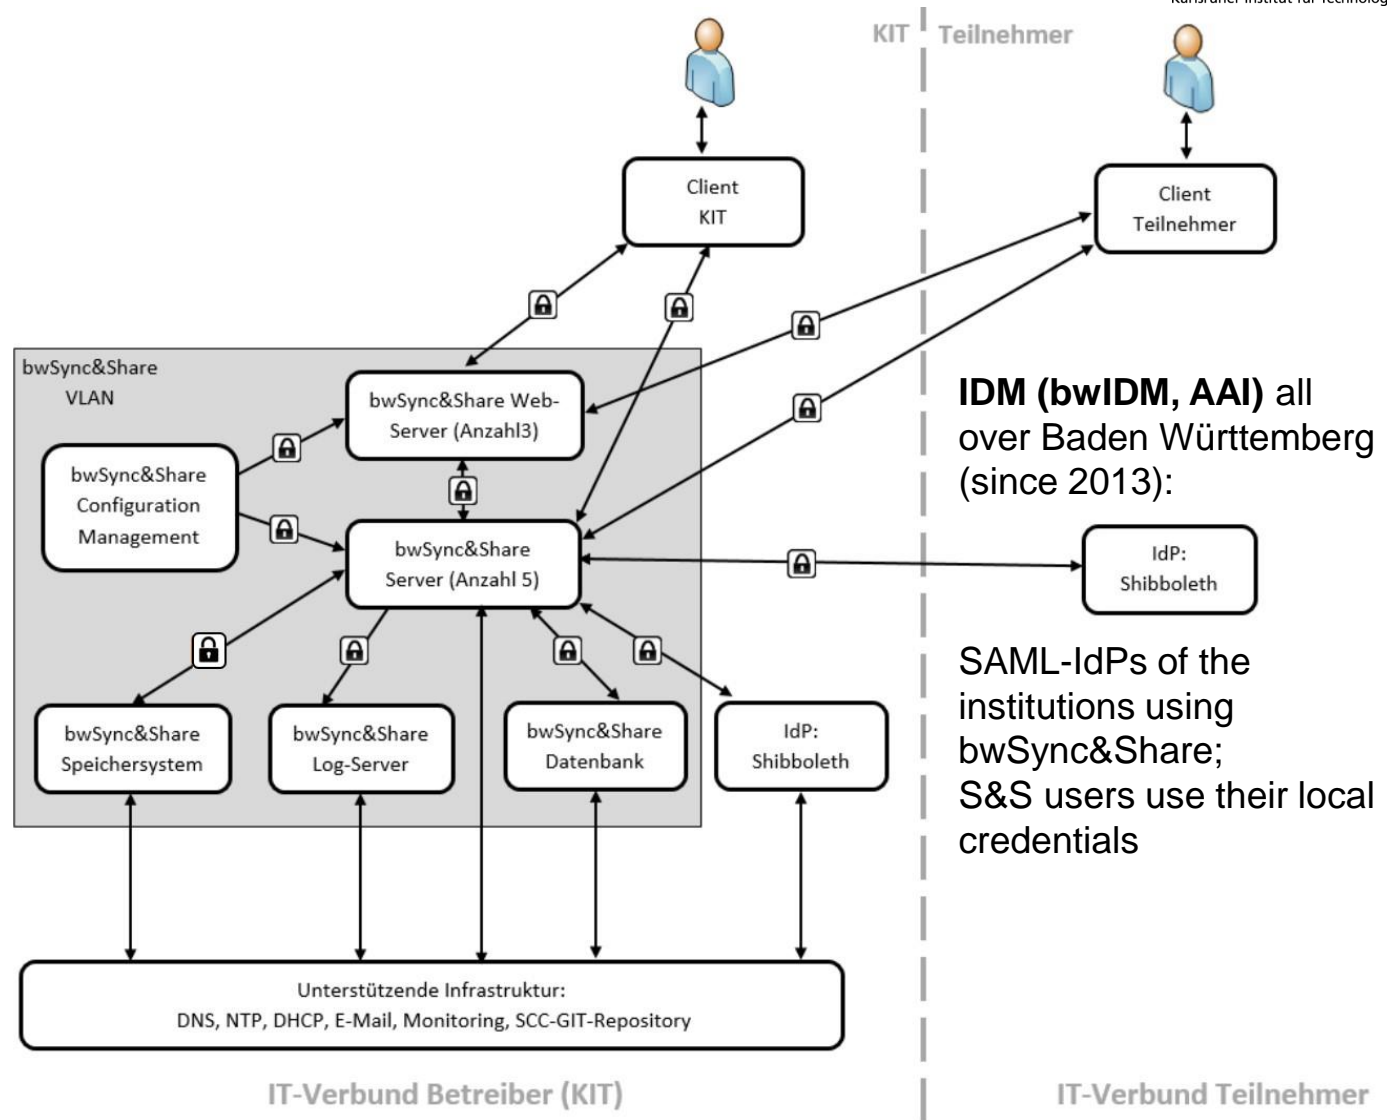 KIT
Teilnehmer
Client
KIT
Client
Teilnehmer
bwSync&Share
VLAN
bwSync&Share Web-
Server (Anzahl3)
bwSync&Share
Configuration
Management
bwSync&Share
Server (Anzahl 5)
IDM (bwIDM, AAI) all
over Baden Württemberg
(since 2013):
IdP:
Shibboleth
SAML-IdPs of the
institutions using
bwSync&Share;
S&S users use their local
credentials
bwSync&Share
Speichersystem
bwSync&Share
Log-Server
bwSync&Share
Datenbank
IdP:
Shibboleth
Unterstützende Infrastruktur:
DNS, NTP, DHCP, E-Mail, Monitoring, SCC-GIT-Repository
IT-Verbund Betreiber (KIT)
IT-Verbund Teilnehmer